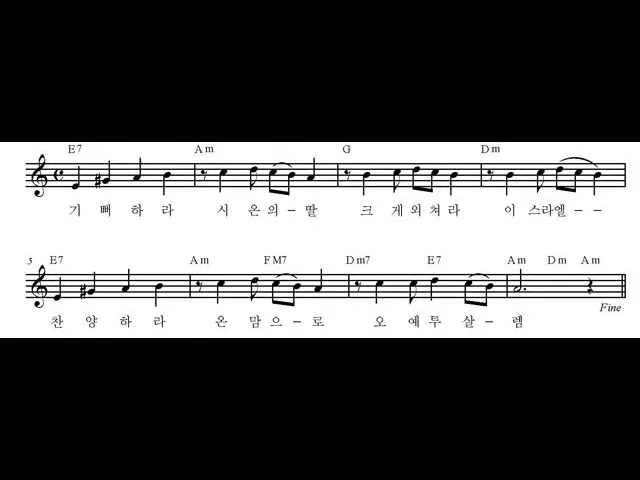 E7 Am G Dm
기 뻐 하 라 시 온 의 - 딸 크 게 외 쳐 라 이 스 라 엘 - -
5 E7 Am FM7 Dm7 E7 Am Dm Am
찬 양 하 라 온 맘 으 - 로 오 예 루 살 - 렘
Fine